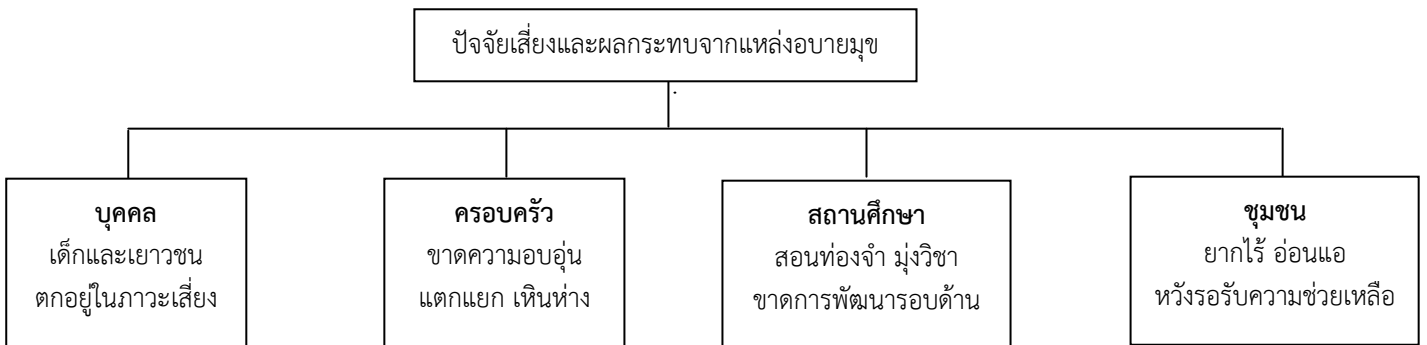 ปัจจัยเสี่ยงและผลกระทบจากแหล่งอบายมุข
บุคคล
เด็กและเยาวชน
ตกอยู่ในภาวะเสี่ยง
ครอบครัว
ขาดความอบอุ่น
แตกแยก เหินห่าง
สถานศึกษา
สอนท่องจำ มุ่งวิชา
ขาดการพัฒนารอบด้าน
ชุมชน
ยากไร้ อ่อนแอ
หวังรอรับความช่วยเหลือ